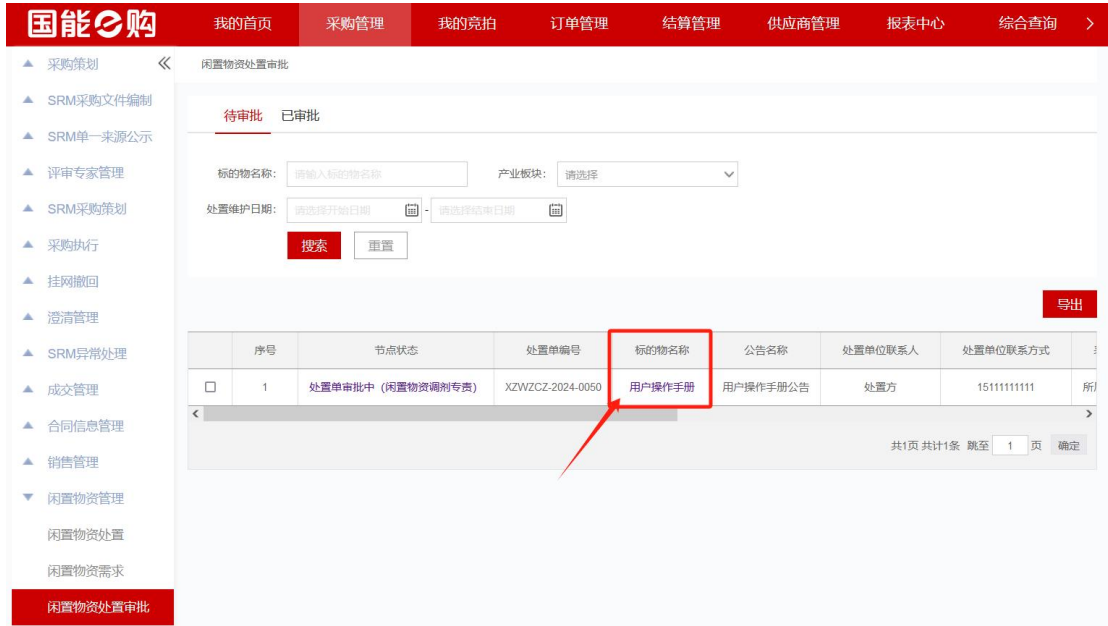 国能e购 我的首页 采购管理 我的竞拍 订单管理 结算管理 供应商管理 报表中心 综合查询
采购策划
SRM采购文件编制
SRM单一来源公示
评审专家管理
SRM采购策划
采购执行
挂网撤回
澄清管理
SRM异常处理
成交管理
合同信息管理
销售管理
闲置物资管理
闲置物资处置
闲置物资需求
闲置物资处置审批
闲置物资处置审批
待审批 已审批
标的物名称: 请输入标的物名称 产业板块: 请选择
处置维护日期: 请选择开始日期 - 请选择结束日期
搜索 重置
导出
序号 节点状态 处置单编号 标的物名称 公告名称 处置单位联系人 处置单位联系方式
1 处置单审批中（闲置物资调剂专责） XZWZCZ-2024-0050 用户操作手册 用户操作手册公告 处置方 15111111111 所
共1页 共计1条 跳至 1 页 确定